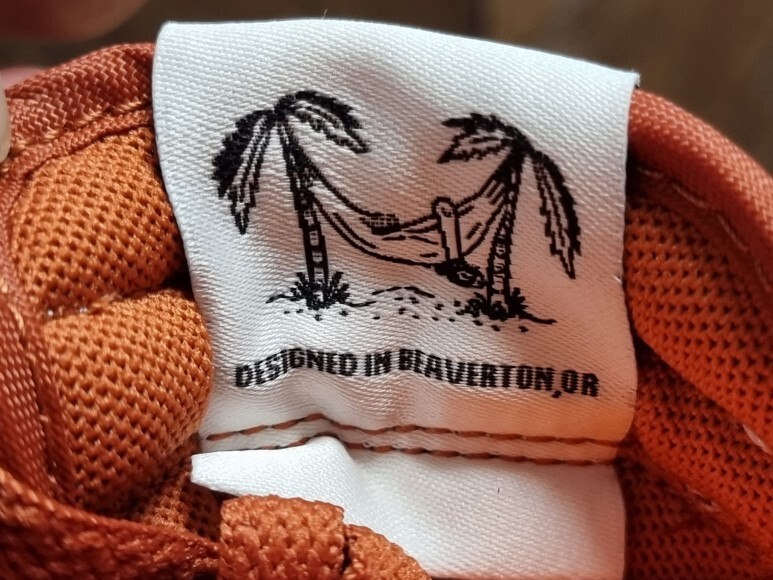 DESIGNED IN BEAVERTON, OR